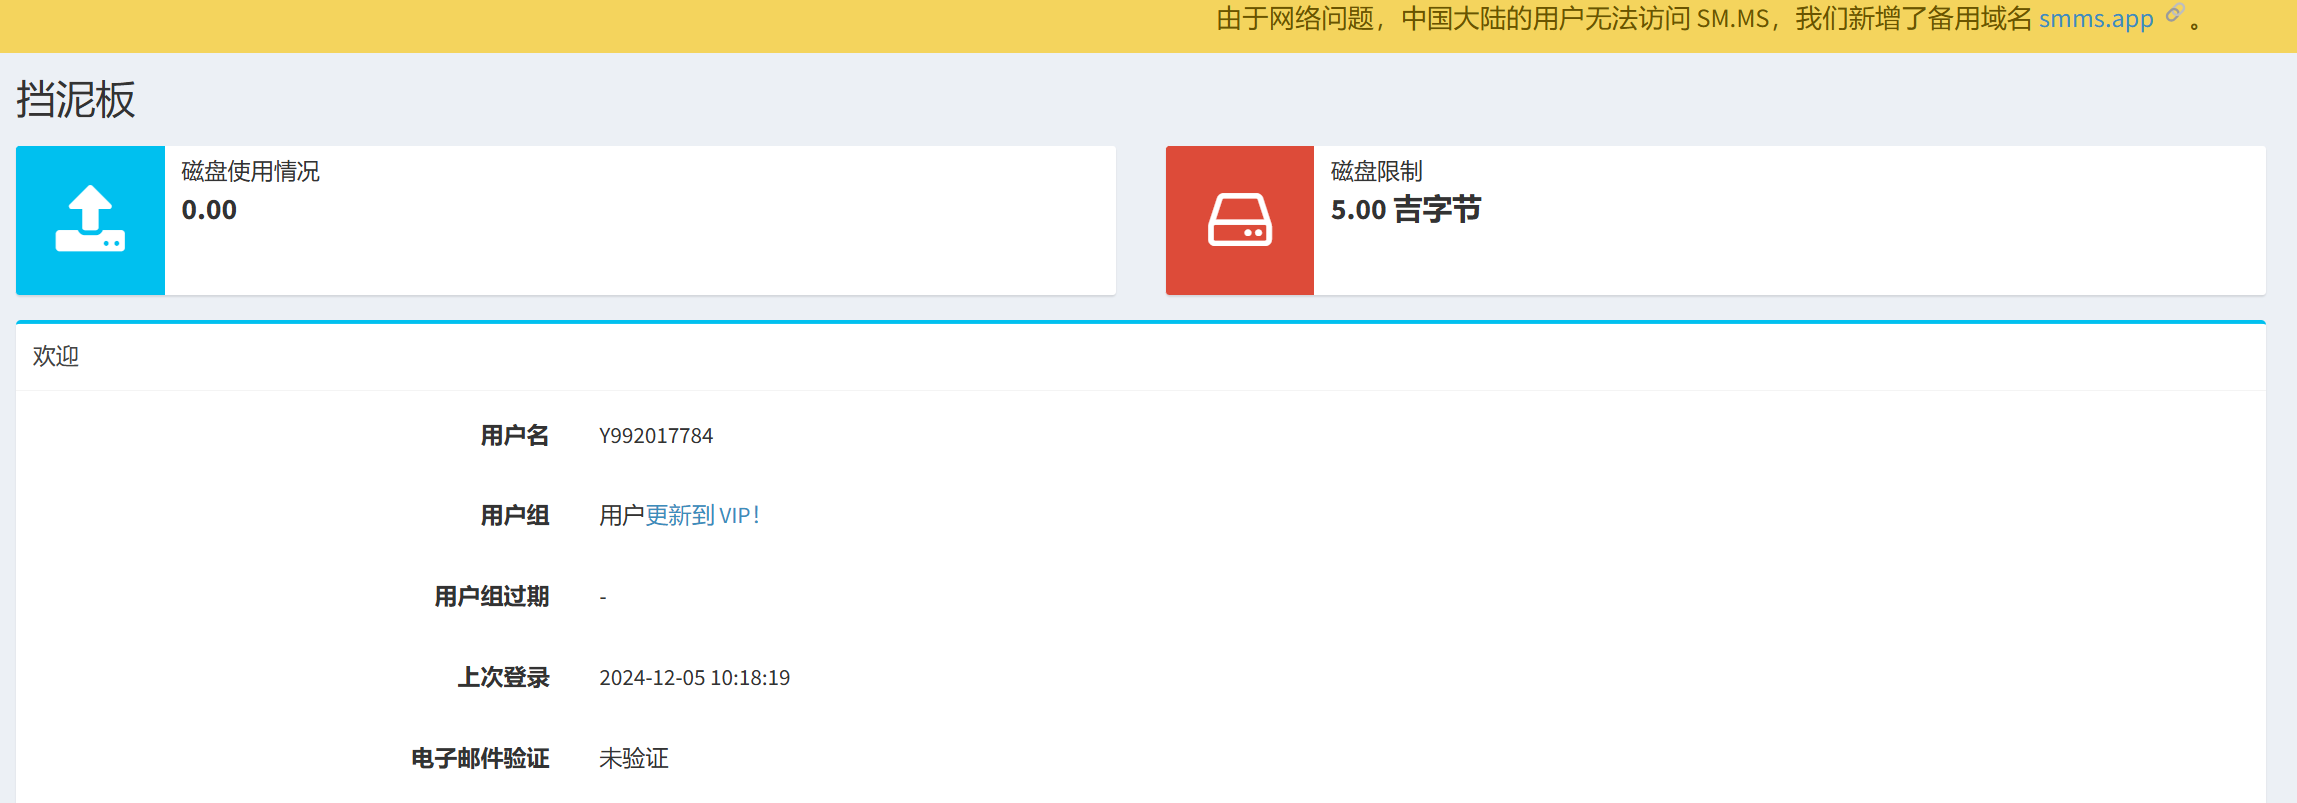 由于网络问题，中国大陆的用户无法访问 SM.MS，我们新增了备用域名 smms.app 。
挡泥板
磁盘使用情况
0.00
磁盘限制
5.00 吉字节
欢迎
用户名 Y992017784
用户组 用户更新到 VIP！
用户组过期 -
上次登录 2024-12-05 10:18:19
电子邮件验证 未验证